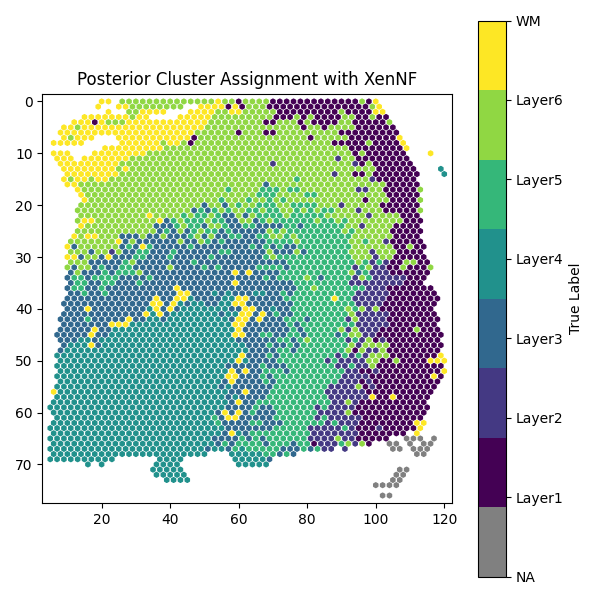 Posterior Cluster Assignment with XenNF
0
10
20
30
40
50
60
70
20
40
60
80
100
120
WM
Layer6
Layer5
Layer4
Layer3
Layer2
Layer1
NA
True Label